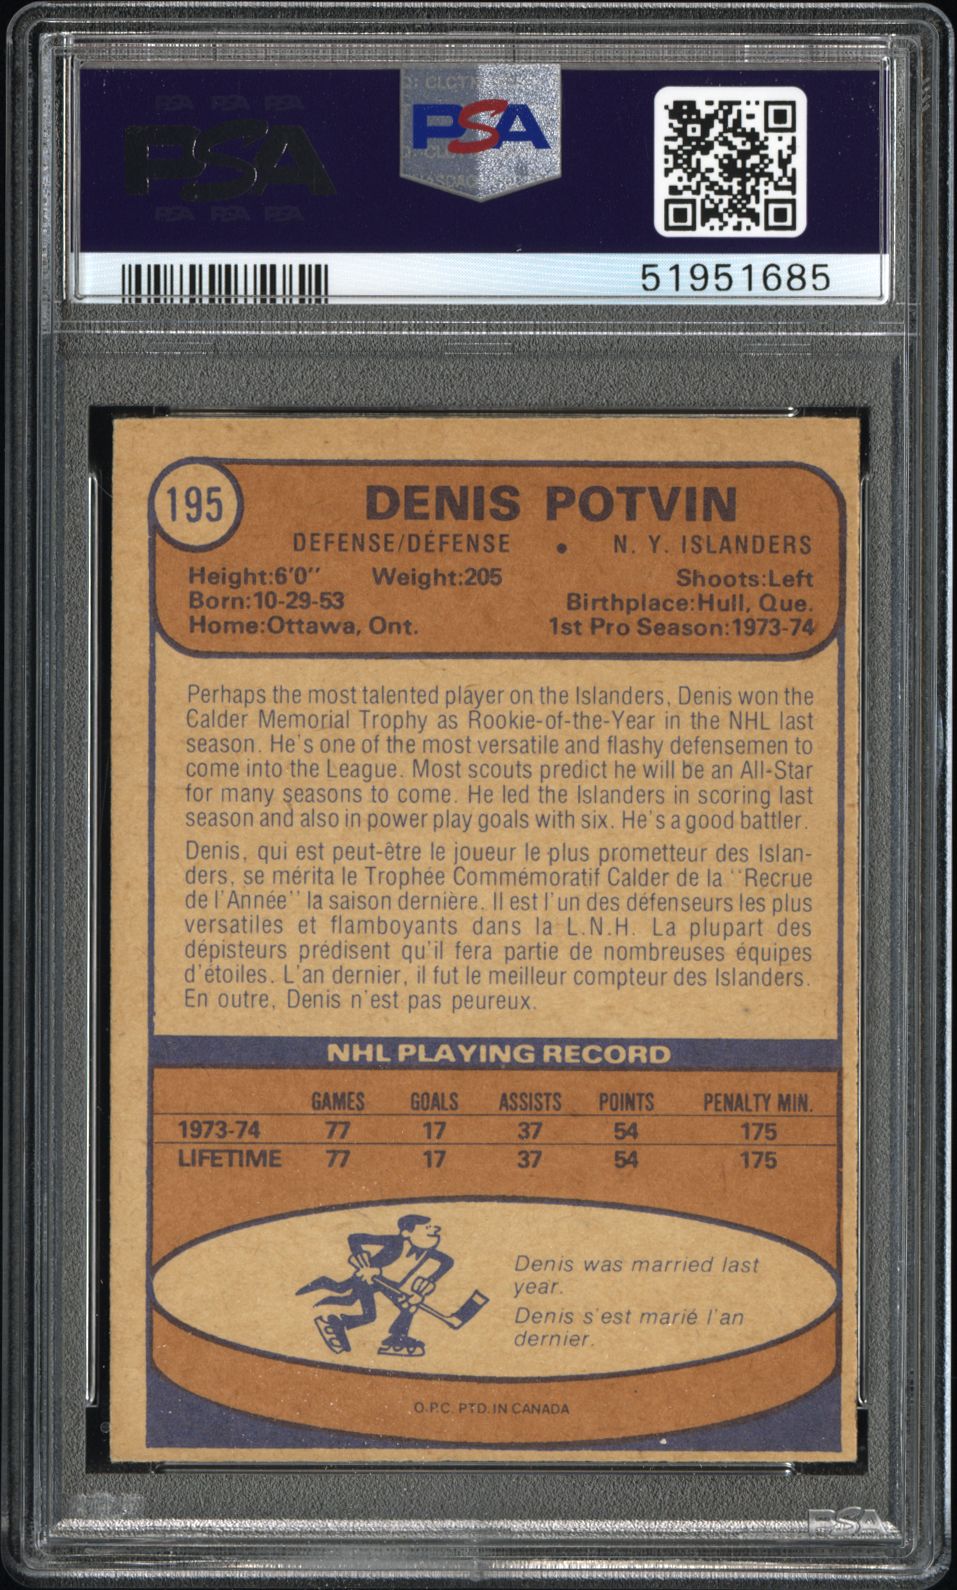 PSA PSA PSA
PSA
PSA PSA PSA
PSA
51951685
195
DENIS POTVIN
DEFENSE/DÉFENSE • N. Y. ISLANDERS
Height:6'0'' Weight:205 Shoots:Left
Born:10-29-53 Birthplace:Hull, Que.
Home:Ottawa, Ont. 1st Pro Season:1973-74
Perhaps the most talented player on the Islanders, Denis won the
Calder Memorial Trophy as Rookie-of-the-Year in the NHL last
season. He's one of the most versatile and flashy defensemen to
come into the League. Most scouts predict he will be an All-Star
for many seasons to come. He led the Islanders in scoring last
season and also in power play goals with six. He's a good battler.
Denis, qui est peut-être le joueur le plus prometteur des Islan-
ders, se mérita le Trophée Commémoratif Calder de la ''Recrue
de l'Année'' la saison dernière. Il est l'un des défenseurs les plus
versatiles et flamboyants dans la L.N.H. La plupart des
dépisteurs prédisent qu'il fera partie de nombreuses équipes
d'étoiles. L'an dernier, il fut le meilleur compteur des Islanders.
En outre, Denis n'est pas peureux.
NHL PLAYING RECORD
GAMES GOALS ASSISTS POINTS PENALTY MIN.
1973-74 77 17 37 54 175
LIFETIME 77 17 37 54 175
Denis was married last
year.
Denis s'est marié l'an
dernier.
O.P.C. PTD. IN CANADA
PSA